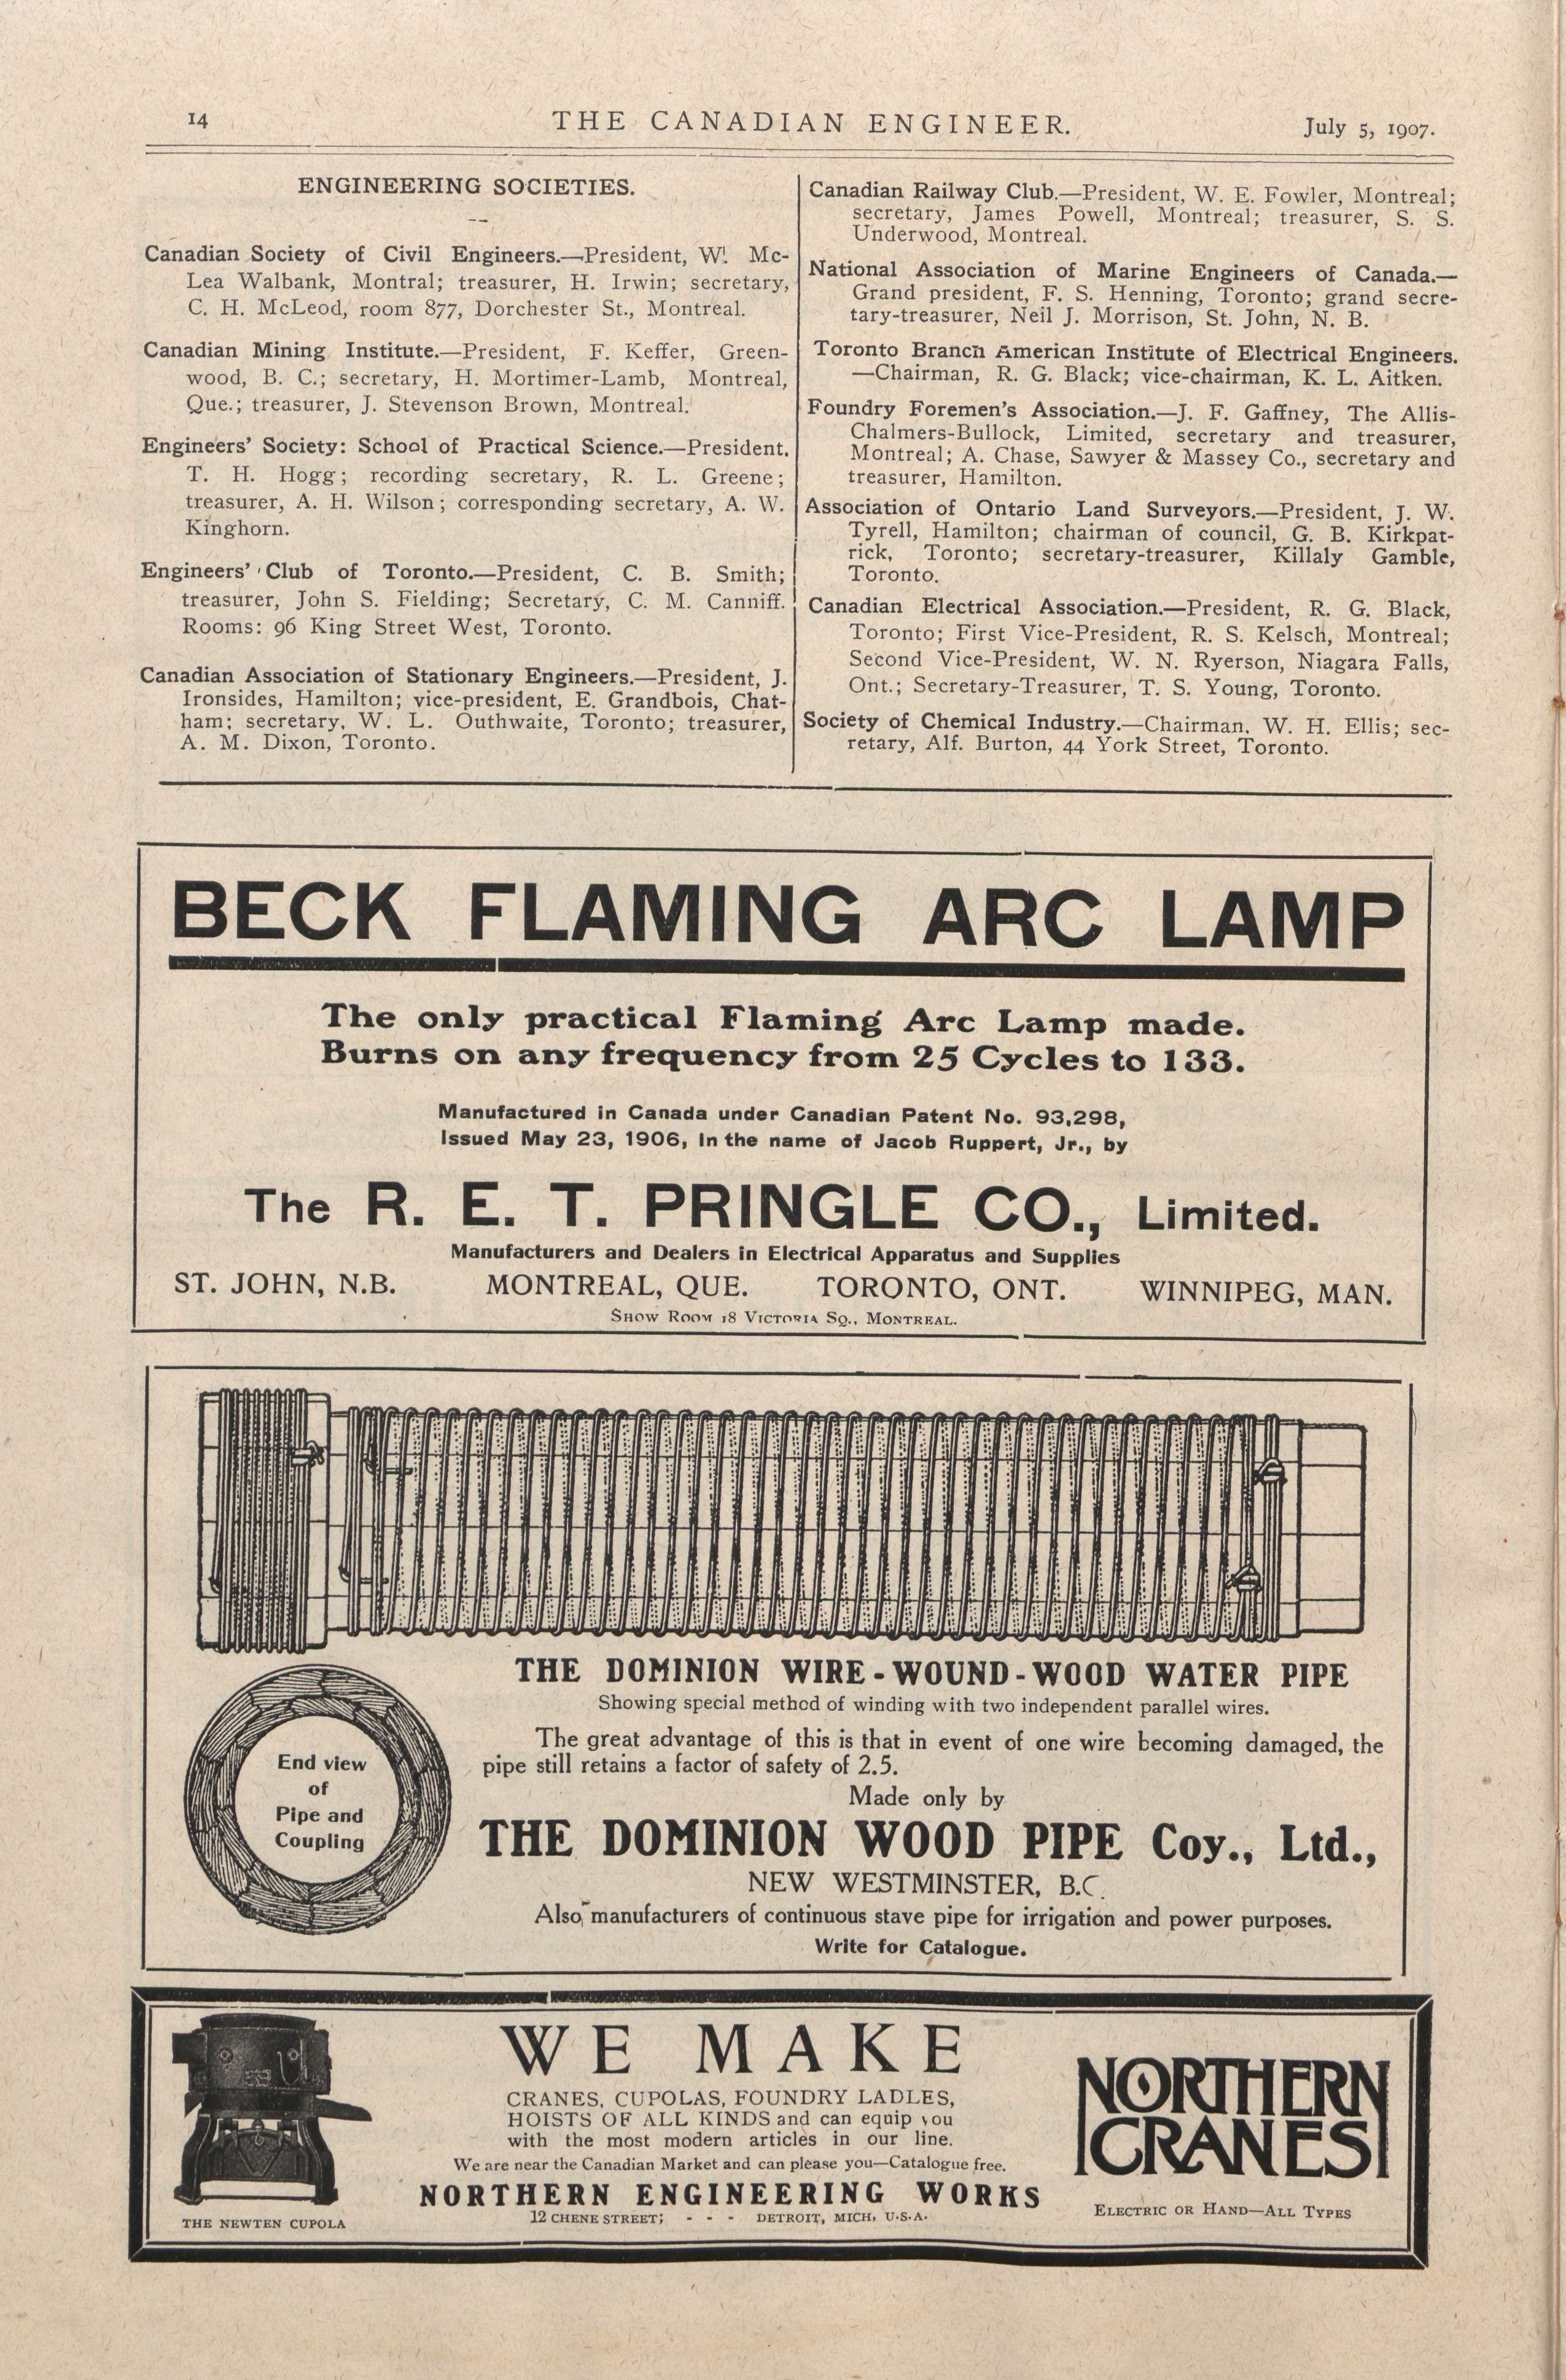 14
THE CANADIAN ENGINEER.
July 5, 1907.
ENGINEERING SOCIETIES.
Canadian Society of Civil Engineers.—President, W. Mc-
Lea Walbank, Montral; treasurer, H. Irwin; secretary,
C. H. McLeod, room 877, Dorchester St., Montreal.
Canadian Mining Institute.—President, F. Keffer, Green-
wood, B. C.; secretary, H. Mortimer-Lamb, Montreal,
Que.; treasurer, J. Stevenson Brown, Montreal.
Engineers' Society: School of Practical Science.—President.
T. H. Hogg; recording secretary, R. L. Greene;
treasurer, A. H. Wilson; corresponding secretary, A. W.
Kinghorn.
Engineers' Club of Toronto.—President, C. B. Smith;
treasurer, John S. Fielding; Secretary, C. M. Canniff.
Rooms: 96 King Street West, Toronto.
Canadian Association of Stationary Engineers.—President, J.
Ironsides, Hamilton; vice-president, E. Grandbois, Chat-
ham; secretary, W. L. Outhwaite, Toronto; treasurer,
A. M. Dixon, Toronto.
Canadian Railway Club.—President, W. E. Fowler, Montreal;
secretary, James Powell, Montreal; treasurer, S. S.
Underwood, Montreal.
National Association of Marine Engineers of Canada.—
Grand president, F. S. Henning, Toronto; grand secre-
tary-treasurer, Neil J. Morrison, St. John, N. B.
Toronto Branch American Institute of Electrical Engineers.
—Chairman, R. G. Black; vice-chairman, K. L. Aitken.
Foundry Foremen's Association.—J. F. Gaffney, The Allis-
Chalmers-Bullock, Limited, secretary and treasurer,
Montreal; A. Chase, Sawyer & Massey Co., secretary and
treasurer, Hamilton.
Association of Ontario Land Surveyors.—President, J. W.
Tyrell, Hamilton; chairman of council, G. B. Kirkpat-
rick, Toronto; secretary-treasurer, Killaly Gamble,
Toronto.
Canadian Electrical Association.—President, R. G. Black,
Toronto; First Vice-President, R. S. Kelsch, Montreal;
Second Vice-President, W. N. Ryerson, Niagara Falls,
Ont.; Secretary-Treasurer, T. S. Young, Toronto.
Society of Chemical Industry.—Chairman, W. H. Ellis; sec-
retary, Alf. Burton, 44 York Street, Toronto.
BECK FLAMING ARC LAMP
The only practical Flaming Arc Lamp made.
Burns on any frequency from 25 Cycles to 133.
Manufactured in Canada under Canadian Patent No. 93,298,
Issued May 23, 1906, In the name of Jacob Ruppert, Jr., by
The R. E. T. PRINGLE CO., Limited.
Manufacturers and Dealers in Electrical Apparatus and Supplies
ST. JOHN, N.B. MONTREAL, QUE. TORONTO, ONT. WINNIPEG, MAN.
SHOW ROOM 18 VICTORIA SQ., MONTREAL.
THE DOMINION WIRE-WOUND-WOOD WATER PIPE
Showing special method of winding with two independent parallel wires.
The great advantage of this is that in event of one wire becoming damaged, the
pipe still retains a factor of safety of 2.5.
Made only by
THE DOMINION WOOD PIPE Coy., Ltd.,
NEW WESTMINSTER, B.C.
Also manufacturers of continuous stave pipe for irrigation and power purposes.
Write for Catalogue.
End view
of
Pipe and
Coupling
WE MAKE
CRANES, CUPOLAS, FOUNDRY LADLES,
HOISTS OF ALL KINDS and can equip you
with the most modern articles in our line.
We are near the Canadian Market and can please you—Catalogue free.
NORTHERN ENGINEERING WORKS
12 CHENE STREET; - - - DETROIT, MICH, U.S.A.
THE NEWTEN CUPOLA
NORTHERN
CRANES
ELECTRIC OR HAND—ALL TYPES